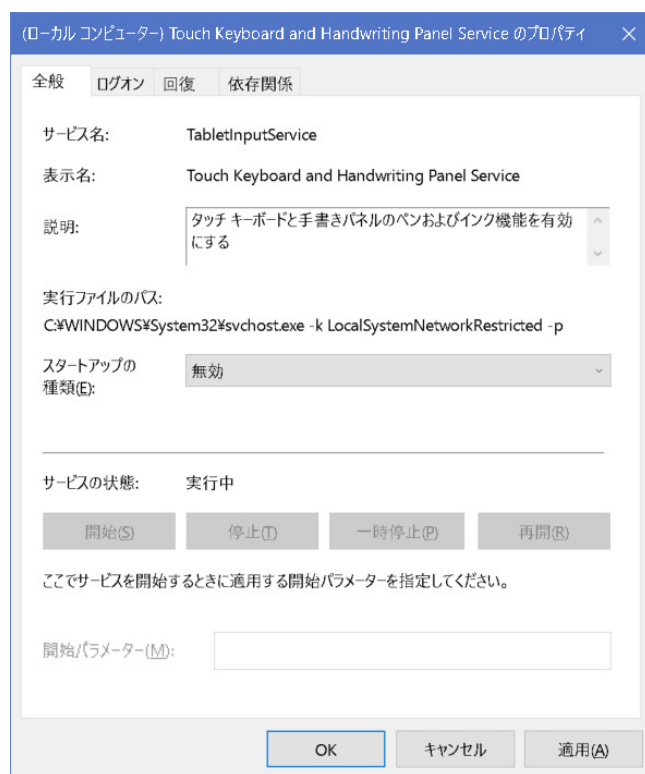 (ローカル コンピューター) Touch Keyboard and Handwriting Panel Service のプロパティ
全般 ログオン 回復 依存関係
サービス名: TabletInputService
表示名: Touch Keyboard and Handwriting Panel Service
説明: タッチ キーボードと手書きパネルのペンおよびインク機能を有効
にする
実行ファイルのパス:
C:¥WINDOWS¥System32¥svchost.exe -k LocalSystemNetworkRestricted -p
スタートアップの
種類(E): 無効
サービスの状態: 実行中
開始(S) 停止(T) 一時停止(P) 再開(R)
ここでサービスを開始するときに適用する開始パラメーターを指定してください。
開始パラメーター(M):
OK キャンセル 適用(A)